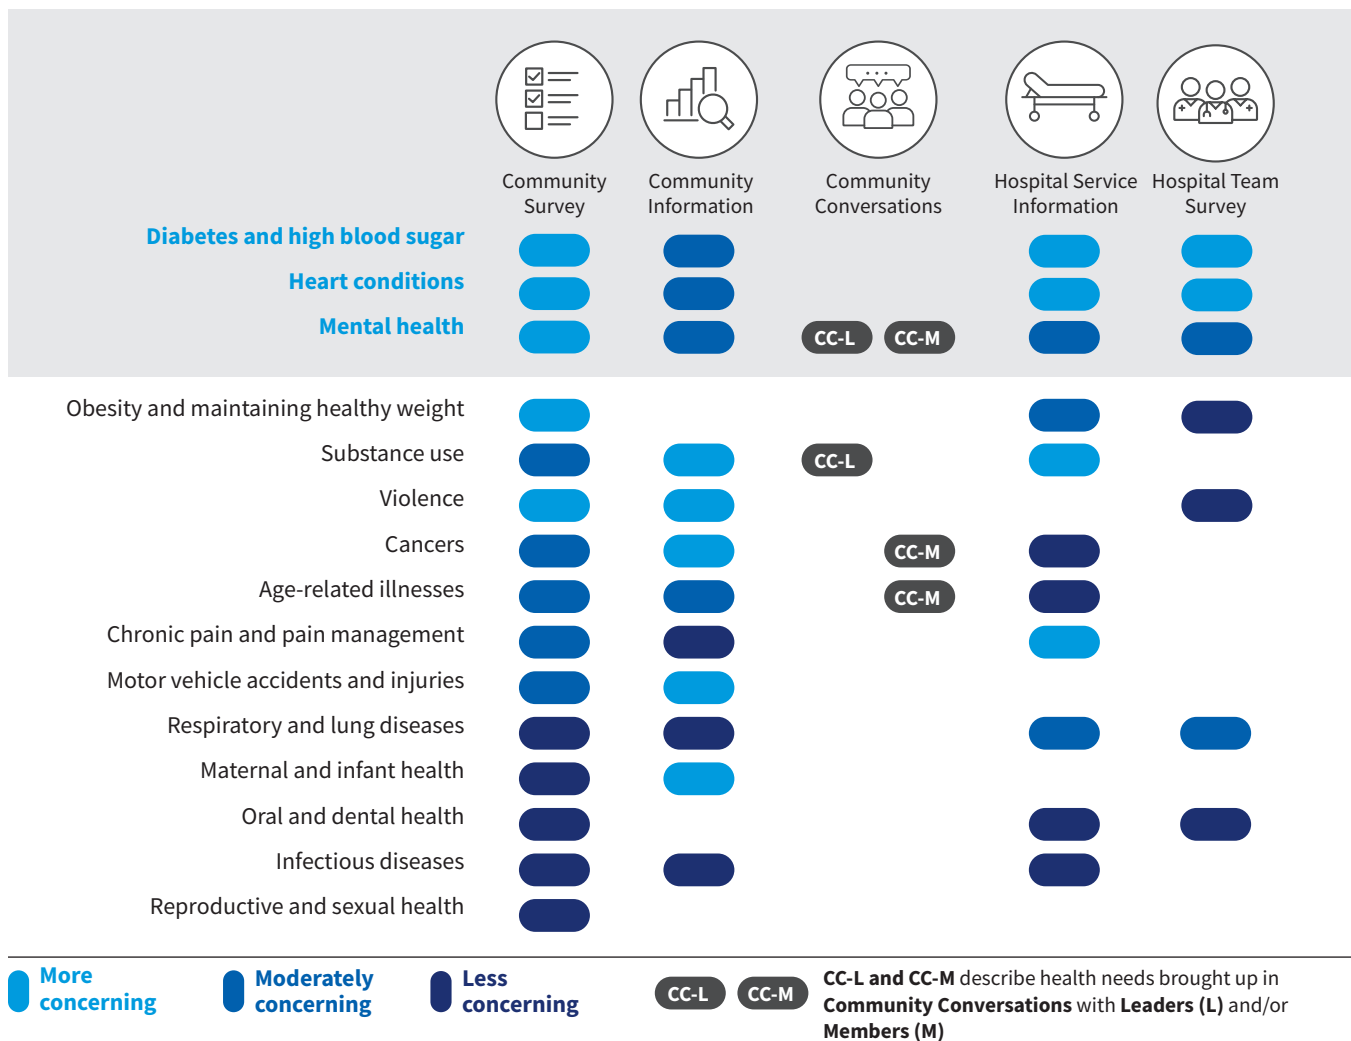 Community
Survey
Community
Information
Community
Conversations
Hospital Service
Information
Hospital Team
Survey
Diabetes and high blood sugar
Heart conditions
Mental health
CC-L
CC-M
Obesity and maintaining healthy weight
Substance use
CC-L
Violence
Cancers
CC-M
Age-related illnesses
CC-M
Chronic pain and pain management
Motor vehicle accidents and injuries
Respiratory and lung diseases
Maternal and infant health
Oral and dental health
Infectious diseases
Reproductive and sexual health
More
concerning
Moderately
concerning
Less
concerning
CC-L
CC-M
CC-L and CC-M describe health needs brought up in
Community Conversations with Leaders (L) and/or
Members (M)